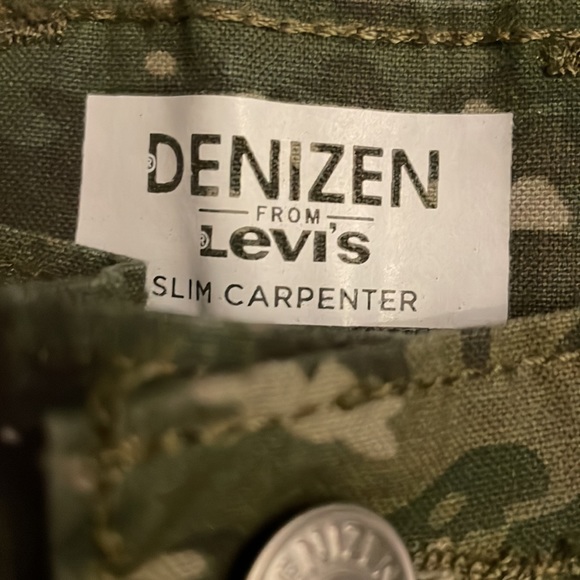 ®DENIZEN
FROM
®Levi's
SLIM CARPENTER